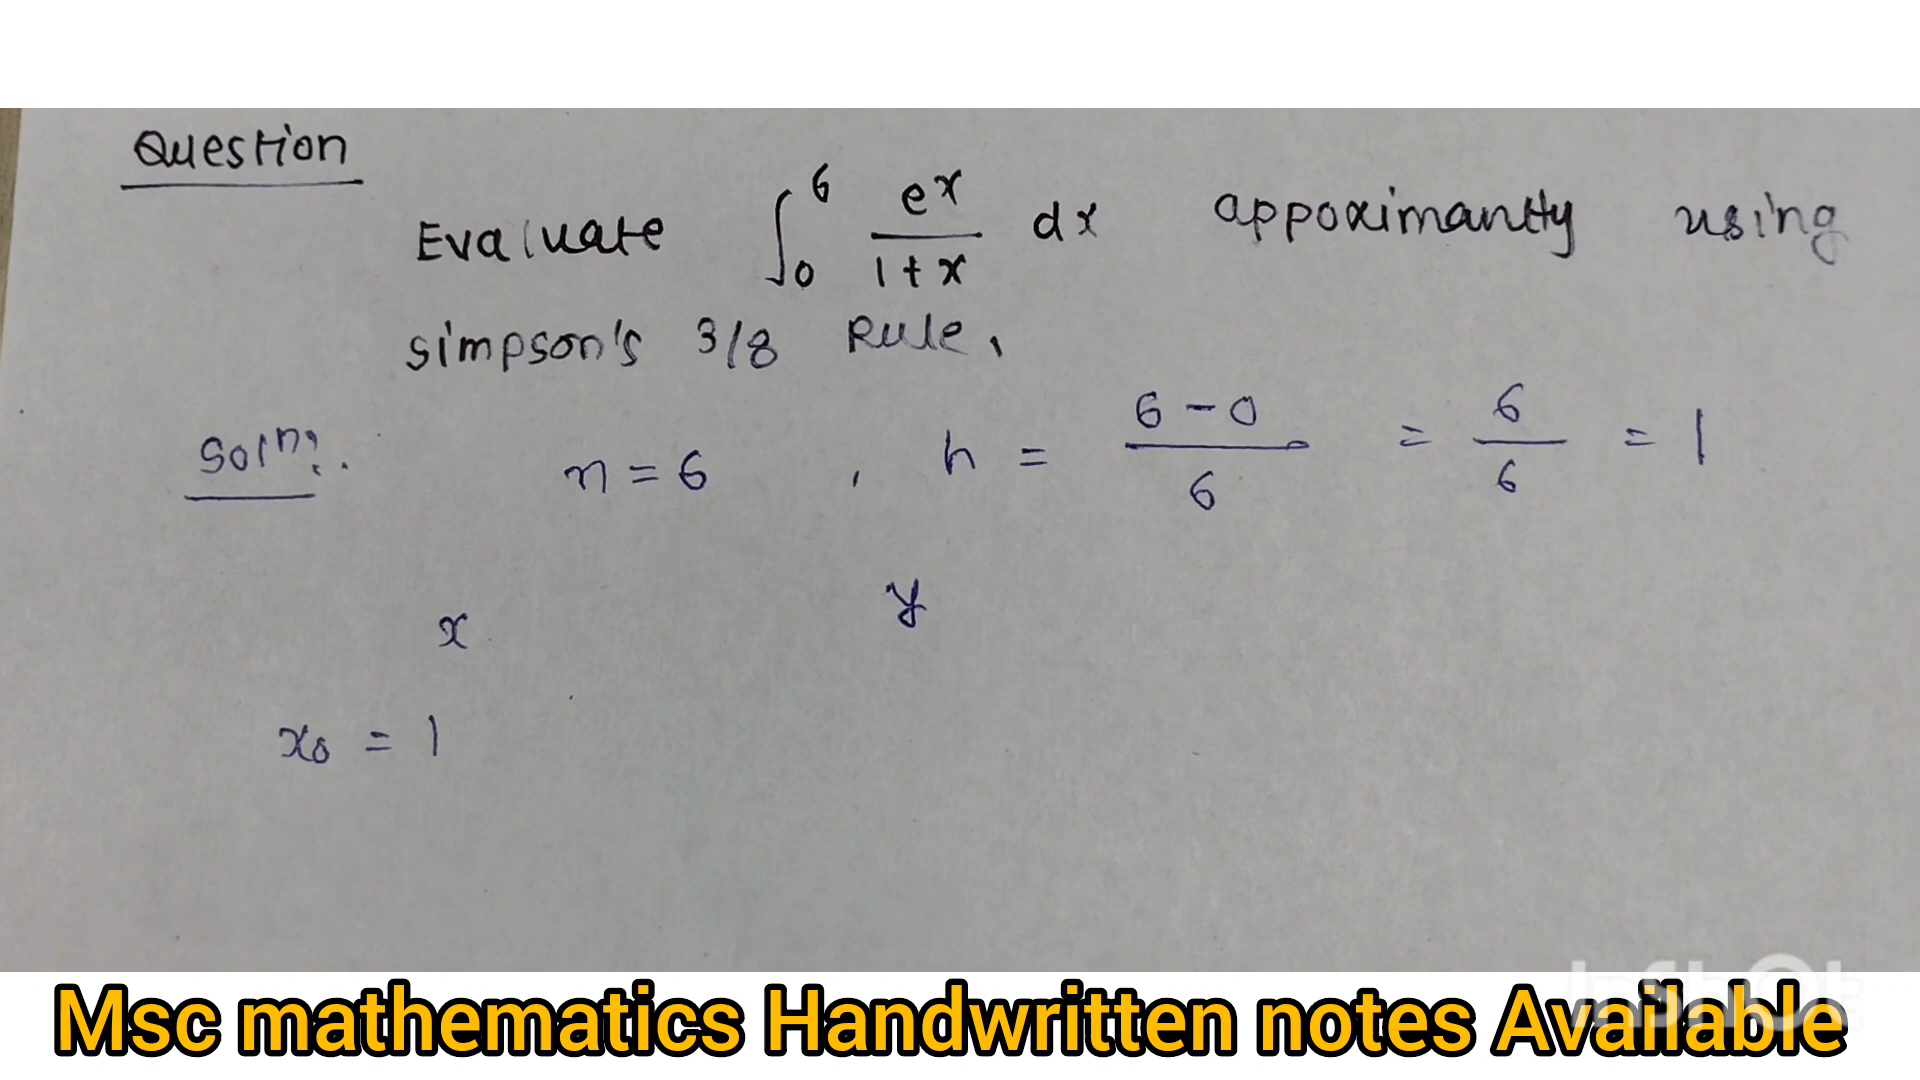 Question
Evaluate ∫₀⁶ eˣ/(1+x) dx appoximantly using
simpson's 3/8 Rule.
Soln:.
n = 6 , h = (6-0)/6 = 6/6 = 1
x y
x₀ = 1
InShot
Msc mathematics Handwritten notes Available